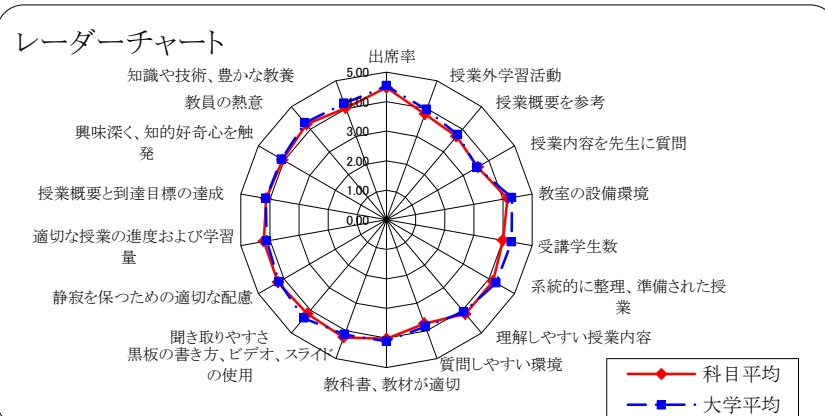 レーダーチャート
出席率
授業外学習活動
授業概要を参考
授業内容を先生に質問
教室の設備環境
受講学生数
系統的に整理、準備された授
業
理解しやすい授業内容
質問しやすい環境
教科書、教材が適切
黒板の書き方、ビデオ、スライド
の使用
聞き取りやすさ
静寂を保つための適切な配慮
適切な授業の進度および学習
量
授業概要と到達目標の達成
興味深く、知的好奇心を触
発
教員の熱意
知識や技術、豊かな教養
5.00
4.00
3.00
2.00
1.00
0.00
科目平均
大学平均